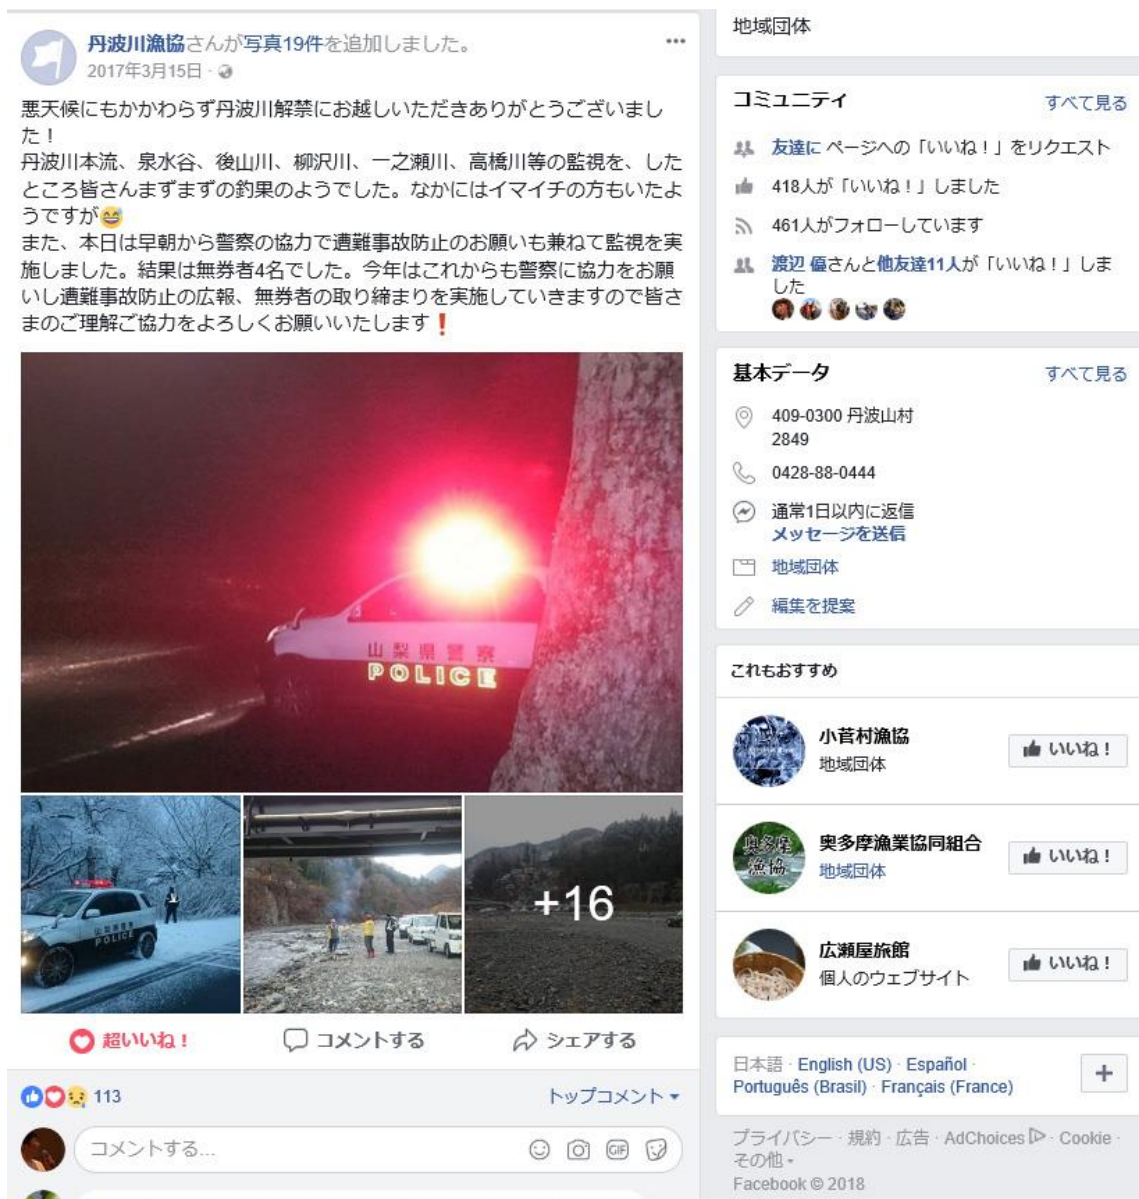 丹波川漁協さんが写真19件を追加しました。
2017年3月15日
悪天候にもかかわらず丹波川解禁にお越しいただきありがとうございまし
た！
丹波川本流、泉水谷、後山川、柳沢川、一之瀬川、高橋川等の監視を、した
ところ皆さんまずまずの釣果のようでした。なかにはイマイチの方もいたよ
うですが😅
また、本日は早朝から警察の協力で遭難事故防止のお願いも兼ねて監視を実
施しました。結果は無券者4名でした。今年はこれからも警察に協力をお願
いし遭難事故防止の広報、無券者の取り締まりを実施していきますので皆さ
まのご理解ご協力をよろしくお願いいたします❗
山梨県警察
POLICE
山梨県警察
POLICE
+16
超いいね！
コメントする
シェアする
113
トップコメント
コメントする...
GIF
地域団体
コミュニティ
すべて見る
友達に ページへの「いいね！」をリクエスト
418人が「いいね！」しました
461人がフォローしています
渡辺 優さんと他友達11人が「いいね！」しま
した
基本データ
すべて見る
409-0300 丹波山村
2849
0428-88-0444
通常1日以内に返信
メッセージを送信
地域団体
編集を提案
これもおすすめ
小菅村漁協
地域団体
いいね！
奥多摩
漁協
奥多摩漁業協同組合
地域団体
いいね！
広瀬屋旅館
個人のウェブサイト
いいね！
日本語 · English (US) · Español ·
Português (Brasil) · Français (France)
+
プライバシー · 規約 · 広告 · AdChoices · Cookie ·
その他
Facebook © 2018